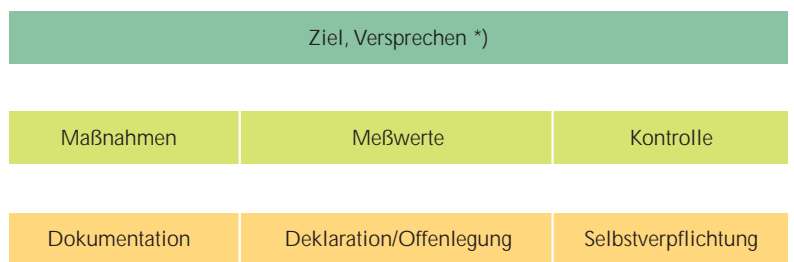 Ziel, Versprechen *)
Maßnahmen Meßwerte Kontrolle
Dokumentation Deklaration/Offenlegung Selbstverpflichtung